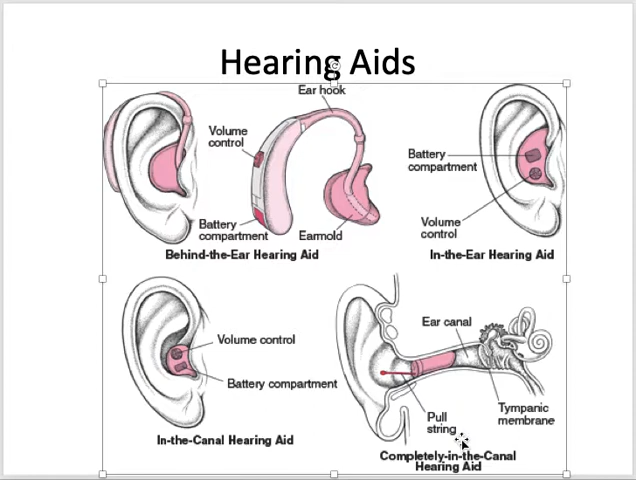 Hearing Aids
Ear hook
Volume
control
Battery
compartment
Earmold
Behind-the-Ear Hearing Aid
Battery
compartment
Volume
control
In-the-Ear Hearing Aid
Volume control
Battery compartment
In-the-Canal Hearing Aid
Ear canal
Pull
string
Tympanic
membrane
Completely-in-the-Canal
Hearing Aid